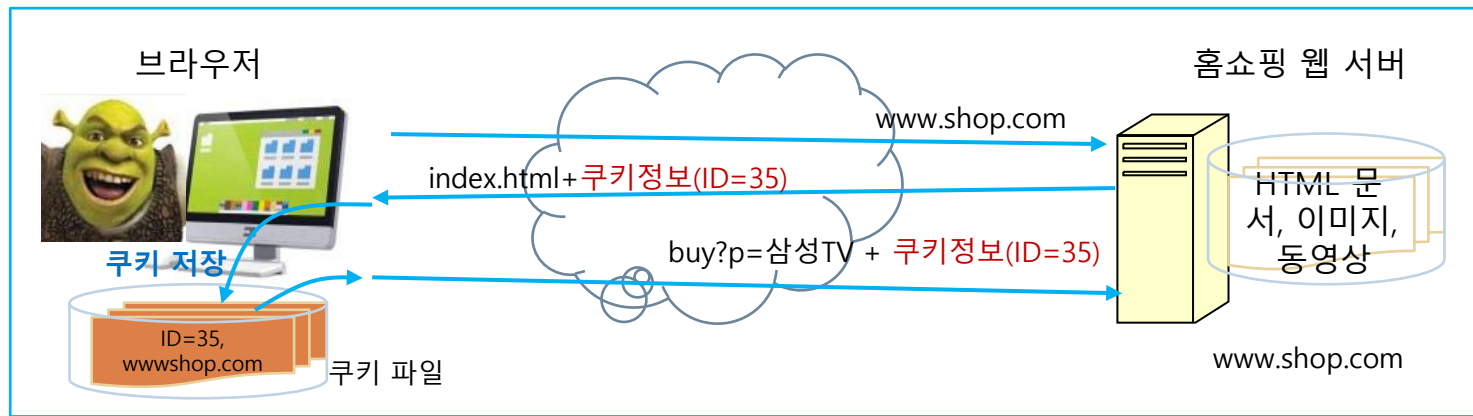 브라우저
홈쇼핑 웹 서버
www.shop.com
index.html+쿠키정보(ID=35)
HTML 문
서, 이미지,
동영상
buy?p=삼성TV + 쿠키정보(ID=35)
쿠키 저장
ID=35,
wwwshop.com
쿠키 파일
www.shop.com